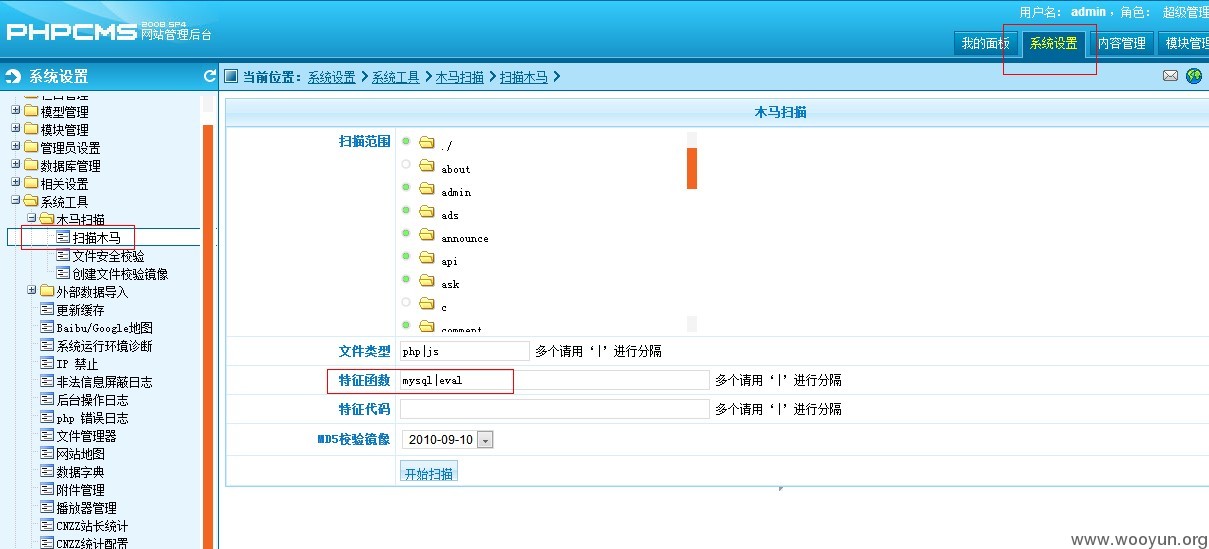 用户名： admin ，角色： 超级管理
PHPCMS 2008 SP4
网站管理后台
我的面板 系统设置 内容管理 模块管理
系统设置
当前位置： 系统设置 > 系统工具 > 木马扫描 > 扫描木马 >
模型管理
模块管理
管理员设置
数据库管理
相关设置
系统工具
木马扫描
扫描木马
文件安全校验
创建文件校验镜像
外部数据导入
更新缓存
Baibu/Google地图
系统运行环境诊断
IP 禁止
非法信息屏蔽日志
后台操作日志
php 错误日志
文件管理器
网站地图
数据字典
附件管理
播放器管理
CNZZ站长统计
CNZZ统计配置
木马扫描
扫描范围
./
about
admin
ads
announce
api
ask
c
comment
文件类型 php|js 多个请用‘|’进行分隔
特征函数 mysql|eval 多个请用‘|’进行分隔
特征代码 多个请用‘|’进行分隔
MD5校验镜像 2010-09-10
开始扫描
www.wooyun.org